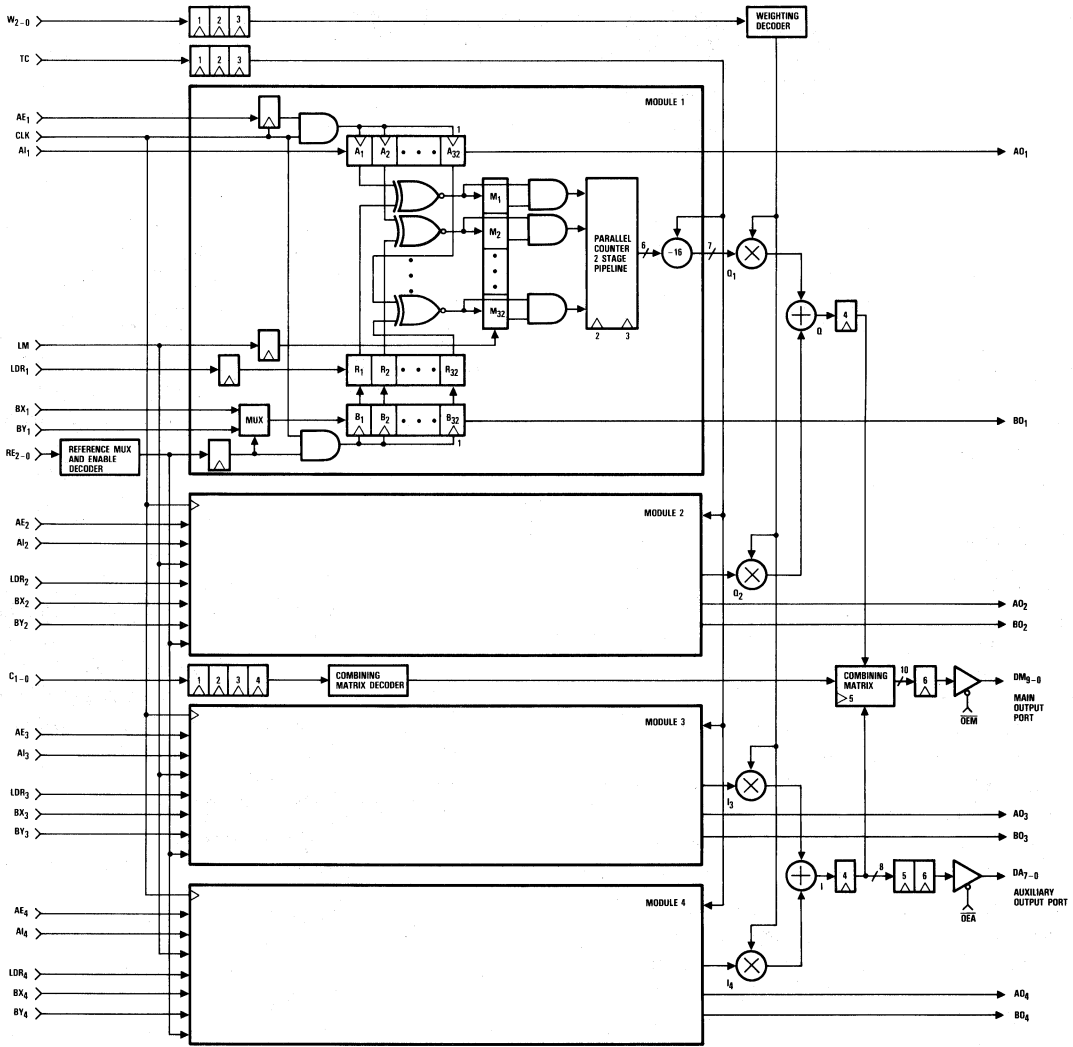 W2-0
1 2 3
WEIGHTING DECODER
TC
1 2 3
MODULE 1
AE1
CLK
AI1
1
A1 A2 • • • A32
AO1
M1
M2
M32
PARALLEL COUNTER 2 STAGE PIPELINE
2 3
6
-16
7
Q1
Q
4
LM
LDR1
R1 R2 • • • R32
BX1
BY1
MUX
B1 B2 • • • B32
1
BO1
RE2-0
REFERENCE MUX AND ENABLE DECODER
MODULE 2
AE2
AI2
LDR2
BX2
BY2
Q2
AO2
BO2
C1-0
1 2 3 4
COMBINING MATRIX DECODER
COMBINING MATRIX
5
10
6
OEM
DM9-0
MAIN OUTPUT PORT
MODULE 3
AE3
AI3
LDR3
BX3
BY3
I3
AO3
BO3
I
4
8
5 6
OEA
DA7-0
AUXILIARY OUTPUT PORT
MODULE 4
AE4
AI4
LDR4
BX4
BY4
I4
AO4
BO4